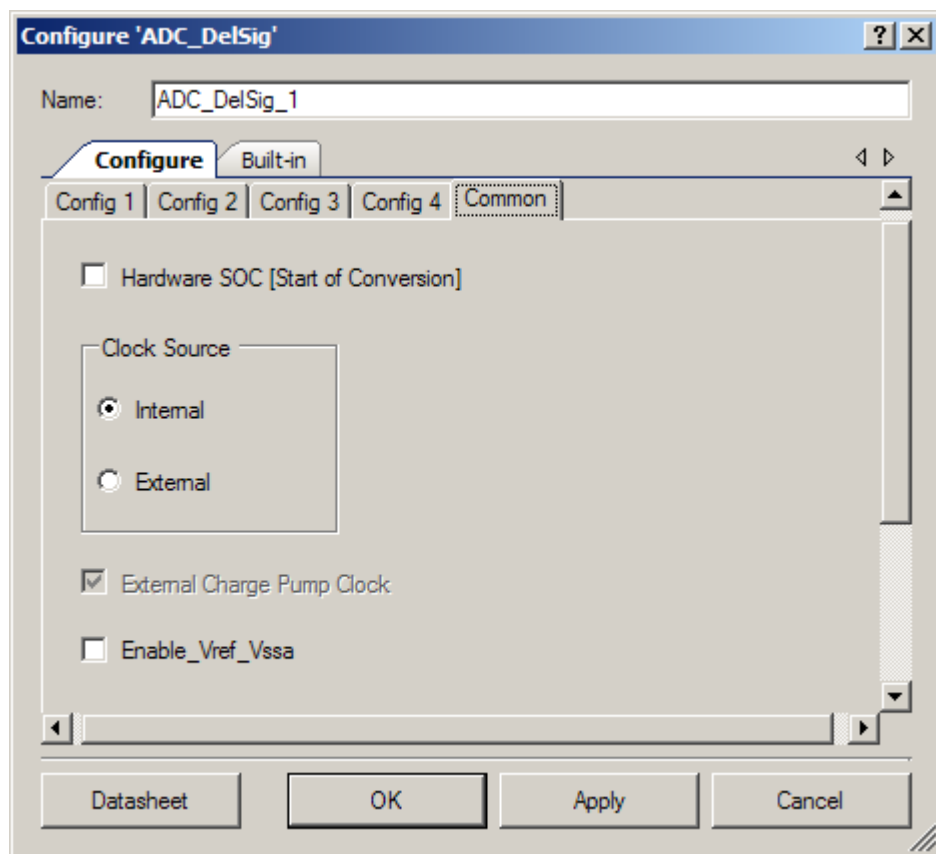 Configure 'ADC_DelSig'
Name: ADC_DelSig_1
Configure Built-in
Config 1 Config 2 Config 3 Config 4 Common
Hardware SOC [Start of Conversion]
Clock Source
Internal
External
External Charge Pump Clock
Enable_Vref_Vssa
Datasheet OK Apply Cancel